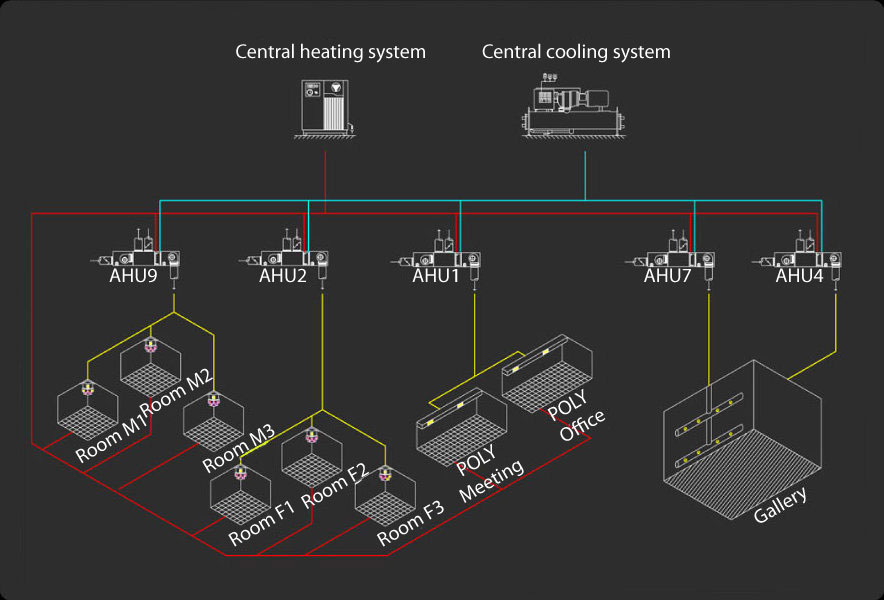 Central heating system
Central cooling system
AHU9
AHU2
AHU1
AHU7
AHU4
Room M1
Room M2
Room M3
Room F1
Room F2
Room F3
POLY
Meeting
POLY
Office
Gallery